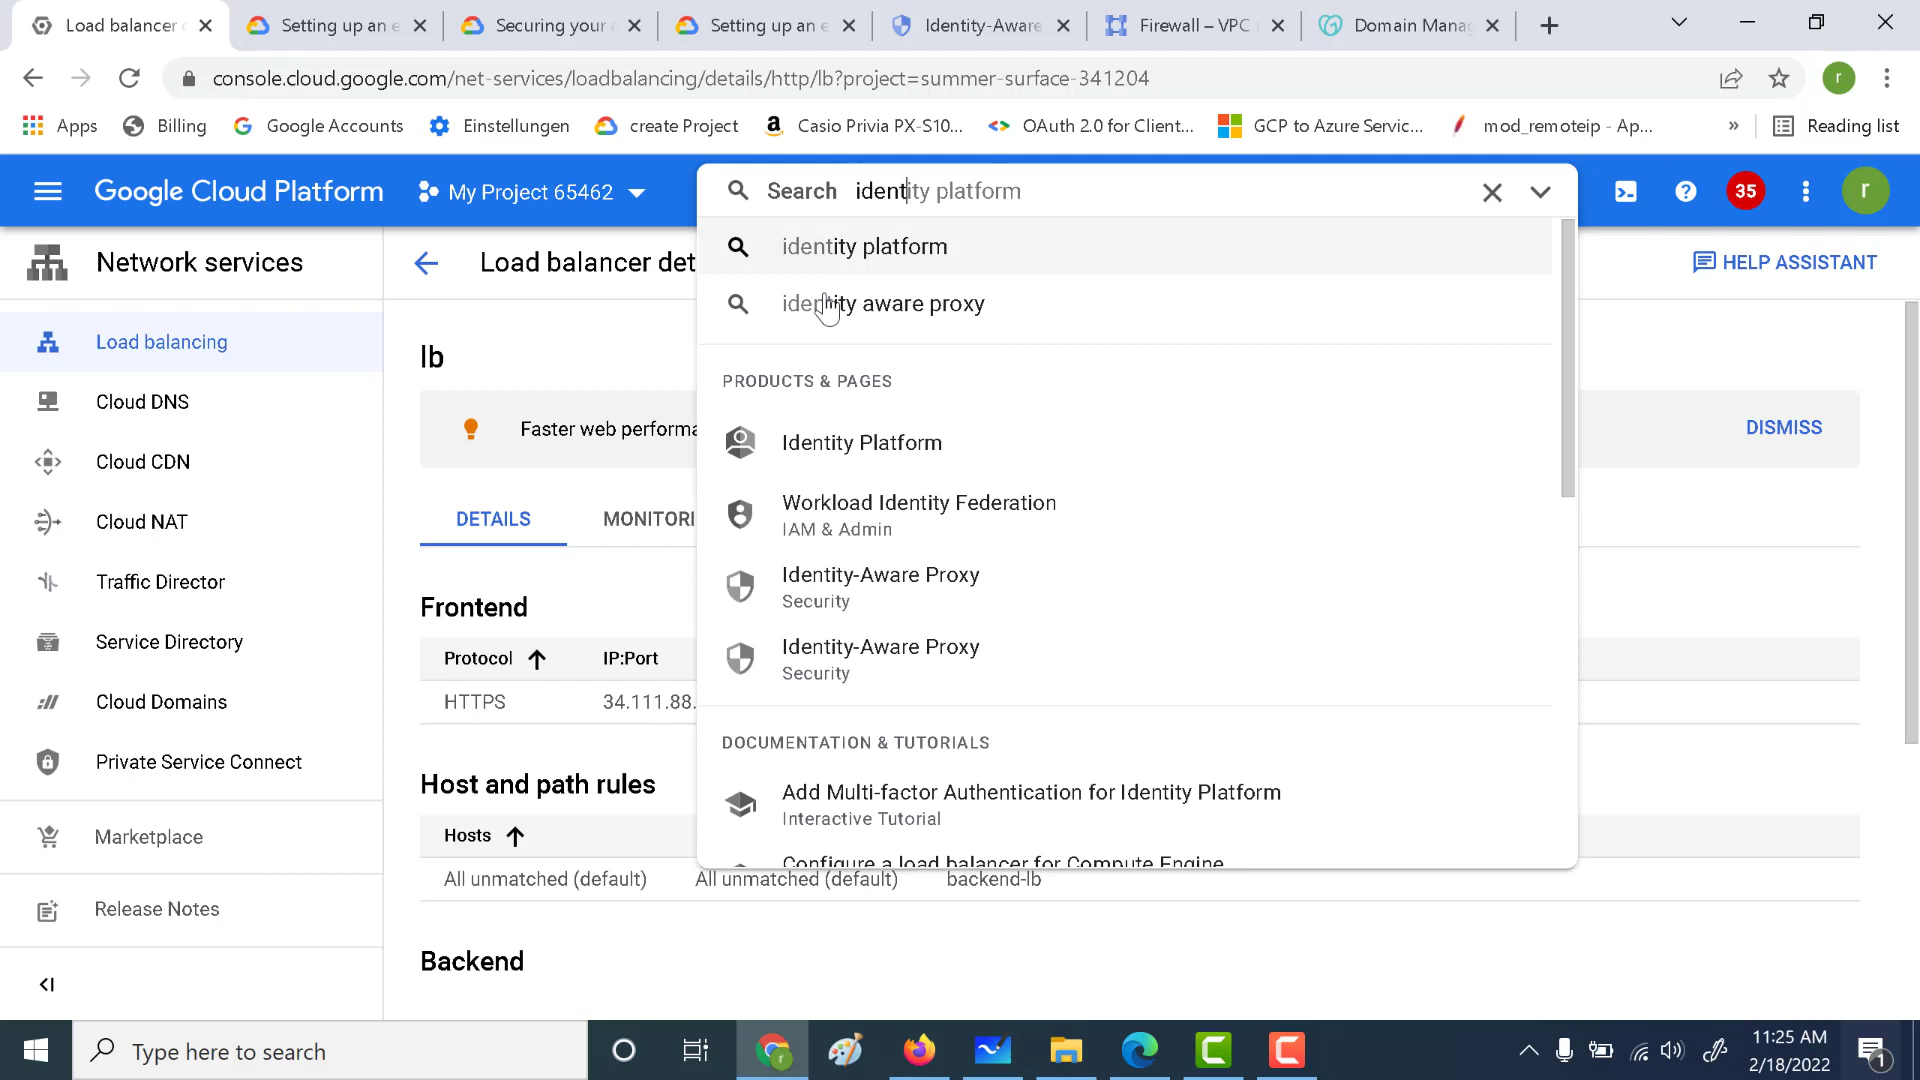 Load balancer d
Setting up an e
Securing your a
Setting up an e
Identity-Aware
Firewall – VPC
Domain Manag
console.cloud.google.com/net-services/loadbalancing/details/http/lb?project=summer-surface-341204
r
Apps
Billing
Google Accounts
Einstellungen
create Project
Casio Privia PX-S10...
OAuth 2.0 for Client...
GCP to Azure Servic...
mod_remoteip - Ap...
»
Reading list
Google Cloud Platform
My Project 65462
Search identity platform
35
r
identity platform
identity aware proxy
PRODUCTS & PAGES
Identity Platform
Workload Identity Federation
IAM & Admin
Identity-Aware Proxy
Security
Identity-Aware Proxy
Security
DOCUMENTATION & TUTORIALS
Add Multi-factor Authentication for Identity Platform
Interactive Tutorial
Configure a load balancer for Compute Engine
Network services
Load balancer det
HELP ASSISTANT
Load balancing
Cloud DNS
Cloud CDN
Cloud NAT
Traffic Director
Service Directory
Cloud Domains
Private Service Connect
Marketplace
Release Notes
lb
Faster web performa
DISMISS
DETAILS
MONITORI
Frontend
Protocol
IP:Port
HTTPS
34.111.88.
Host and path rules
Hosts
All unmatched (default)
All unmatched (default)
backend-lb
Backend
Type here to search
11:25 AM
2/18/2022
1